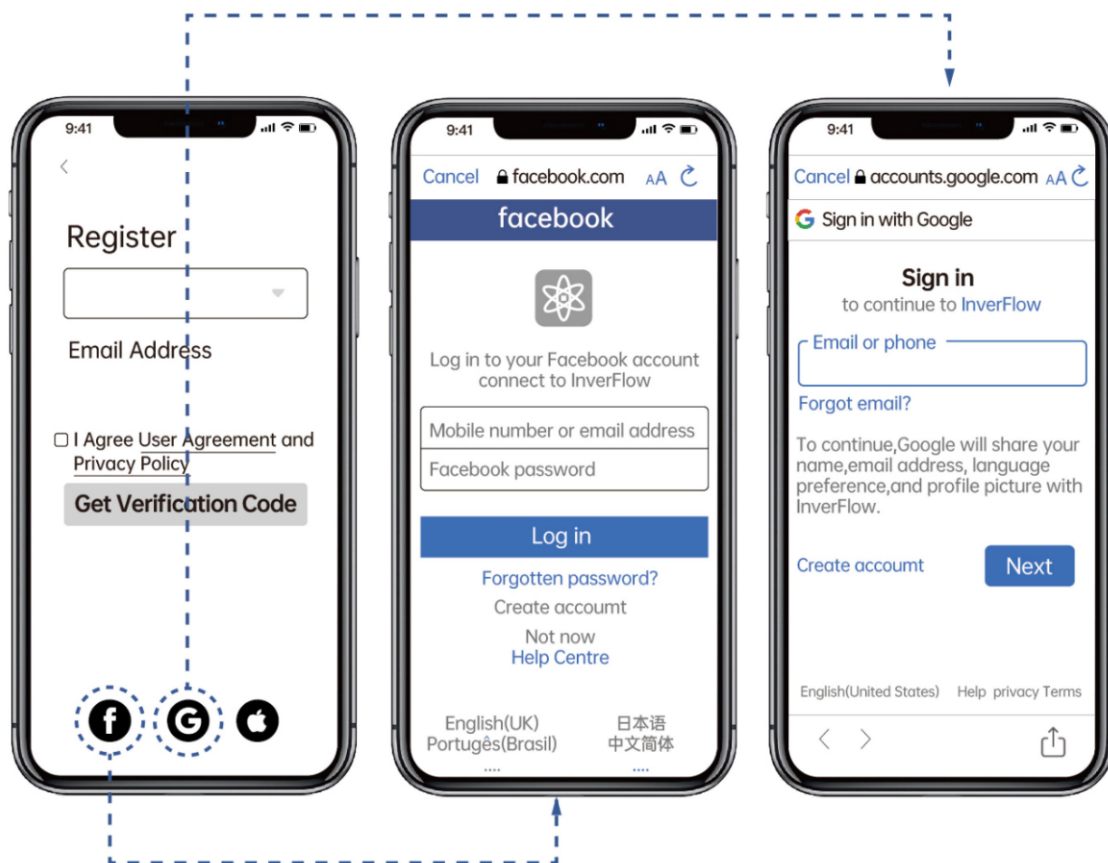 9:41
Register
Email Address
I Agree User Agreement and
Privacy Policy
Get Verification Code
f
G
9:41
Cancel facebook.com AA
facebook
Log in to your Facebook account
connect to InverFlow
Mobile number or email address
Facebook password
Log in
Forgotten password?
Create accoumt
Not now
Help Centre
English(UK) 日本语
Portugês(Brasil) 中文简体
.... ....
9:41
Cancel accounts.google.com AA
G Sign in with Google
Sign in
to continue to InverFlow
Email or phone
Forgot email?
To continue,Google will share your
name,email address, language
preference,and profile picture with
InverFlow.
Create accoumt Next
English(United States) Help privacy Terms